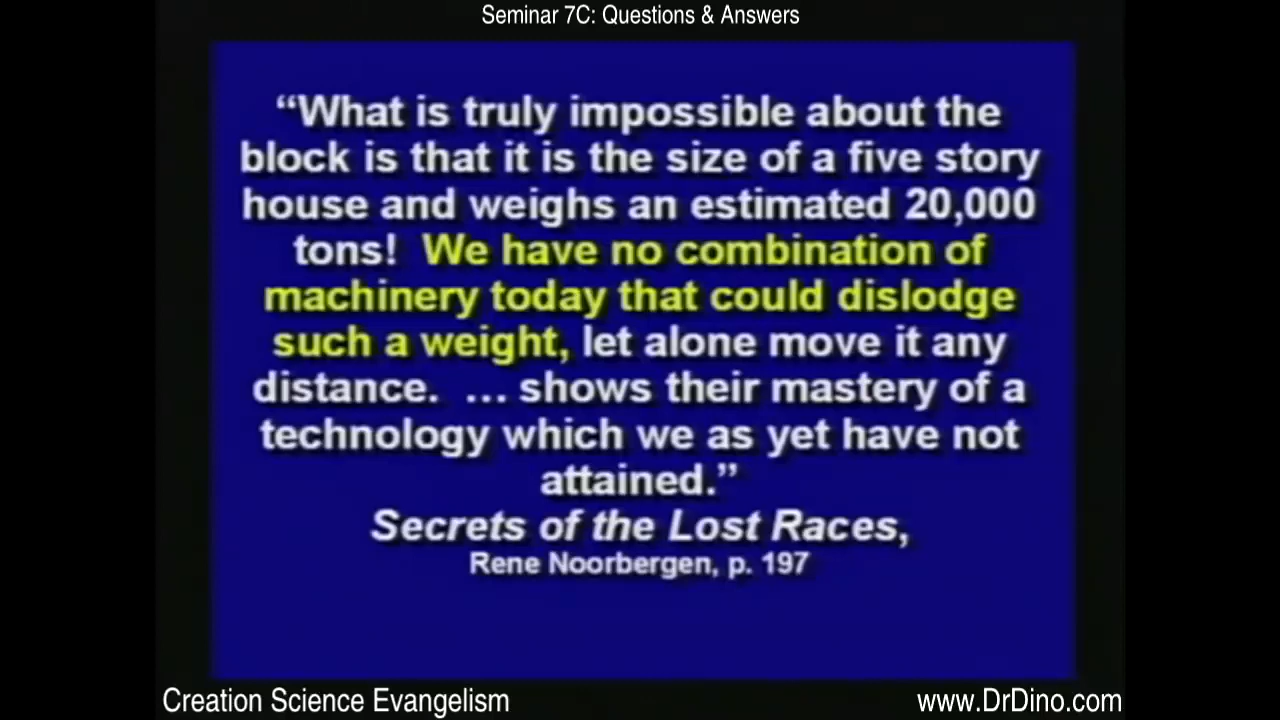 Seminar 7C: Questions & Answers
“What is truly impossible about the
block is that it is the size of a five story
house and weighs an estimated 20,000
tons! We have no combination of
machinery today that could dislodge
such a weight, let alone move it any
distance. ... shows their mastery of a
technology which we as yet have not
attained.”
Secrets of the Lost Races,
Rene Noorbergen, p. 197
Creation Science Evangelism
www.DrDino.com